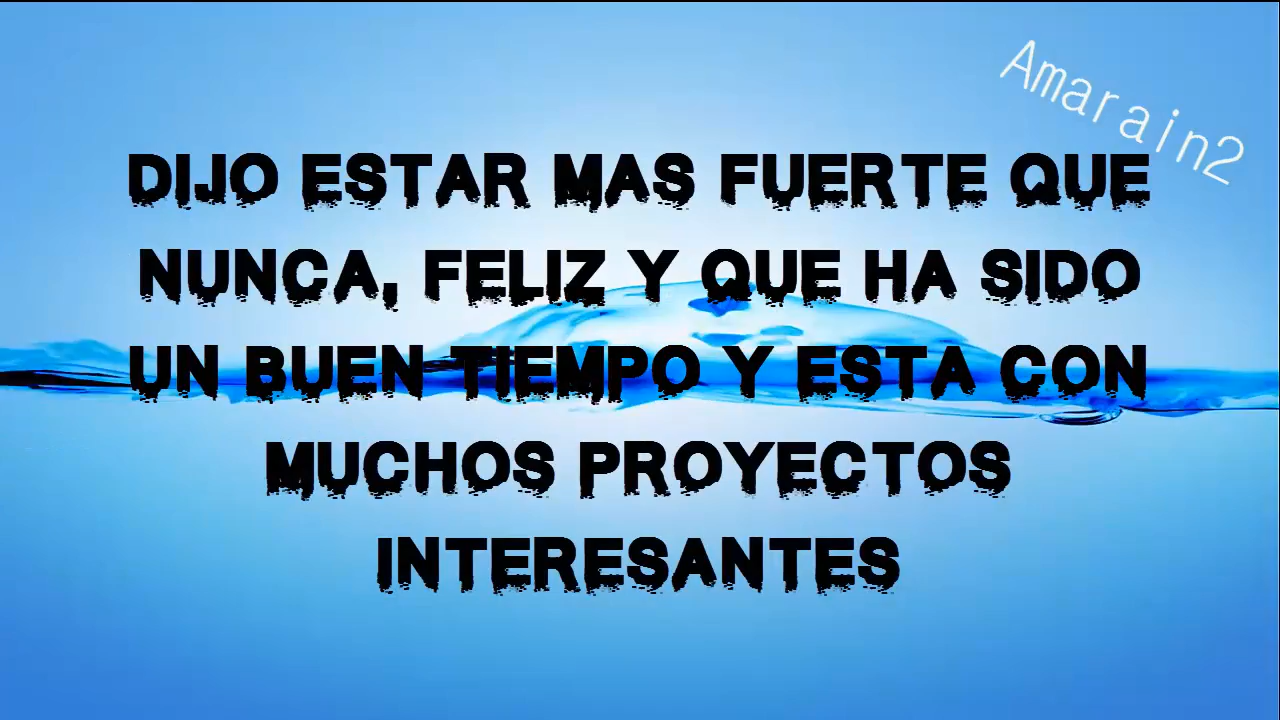 Amarain2
DIJO ESTAR MAS FUERTE QUE
NUNCA, FELIZ Y QUE HA SIDO
UN BUEN TIEMPO Y ESTA CON
MUCHOS PROYECTOS
INTERESANTES